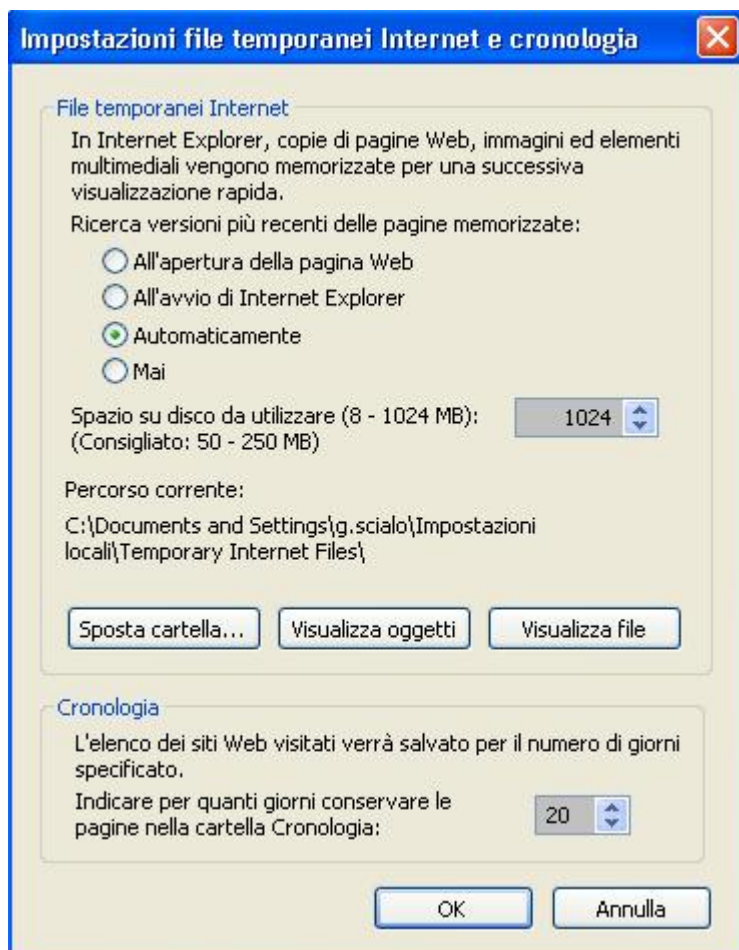 Impostazioni file temporanei Internet e cronologia
File temporanei Internet
In Internet Explorer, copie di pagine Web, immagini ed elementi
multimediali vengono memorizzate per una successiva
visualizzazione rapida.
Ricerca versioni più recenti delle pagine memorizzate:
All'apertura della pagina Web
All'avvio di Internet Explorer
Automaticamente
Mai
Spazio su disco da utilizzare (8 - 1024 MB): 1024
(Consigliato: 50 - 250 MB)
Percorso corrente:
C:\Documents and Settings\g.scialo\Impostazioni
locali\Temporary Internet Files\
Sposta cartella... Visualizza oggetti Visualizza file
Cronologia
L'elenco dei siti Web visitati verrà salvato per il numero di giorni
specificato.
Indicare per quanti giorni conservare le
pagine nella cartella Cronologia: 20
OK Annulla